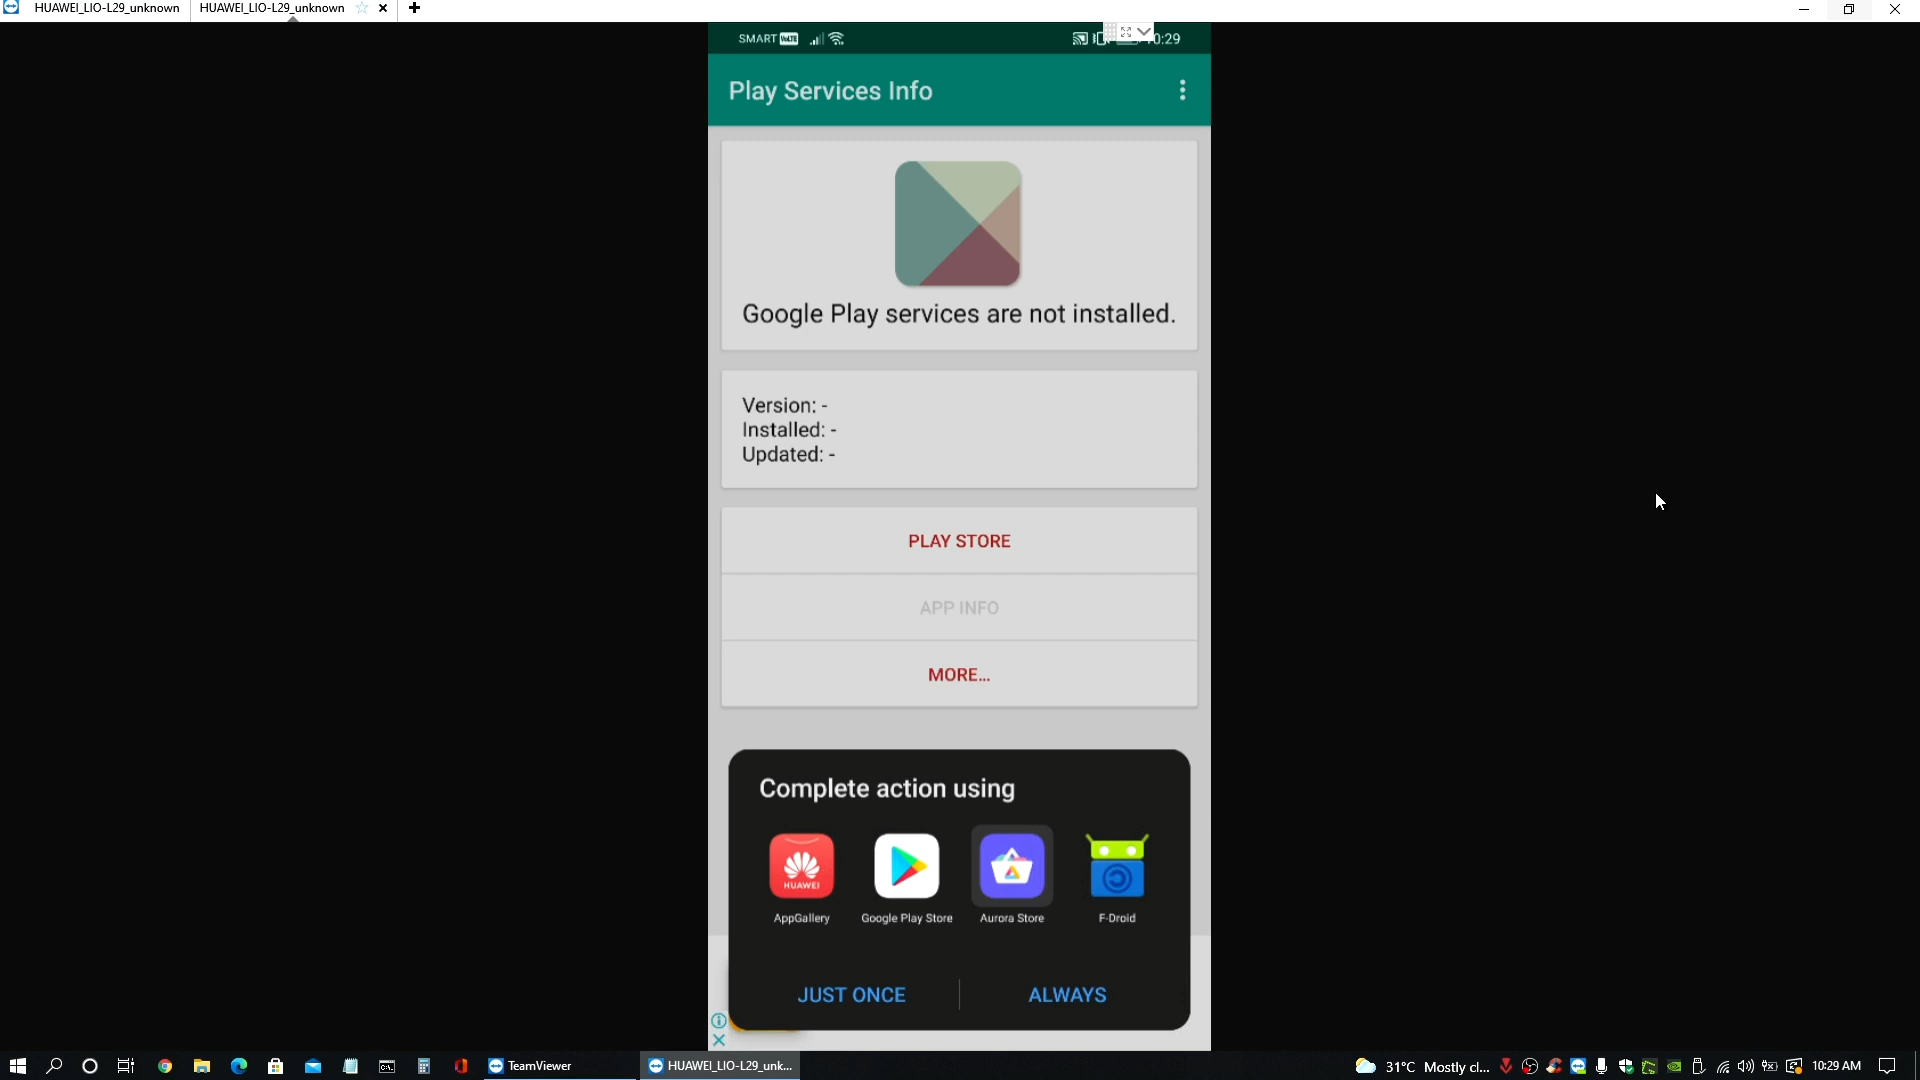 HUAWEI_LIO-L29_unknown
HUAWEI_LIO-L29_unknown
SMART VoLTE
0:29
Play Services Info
Google Play services are not installed.
Version: -
Installed: -
Updated: -
PLAY STORE
APP INFO
MORE...
Complete action using
HUAWEI
AppGallery
Google Play Store
Aurora Store
F-Droid
JUST ONCE
ALWAYS
TeamViewer
HUAWEI_LIO-L29_unk...
31°C Mostly cl...
10:29 AM